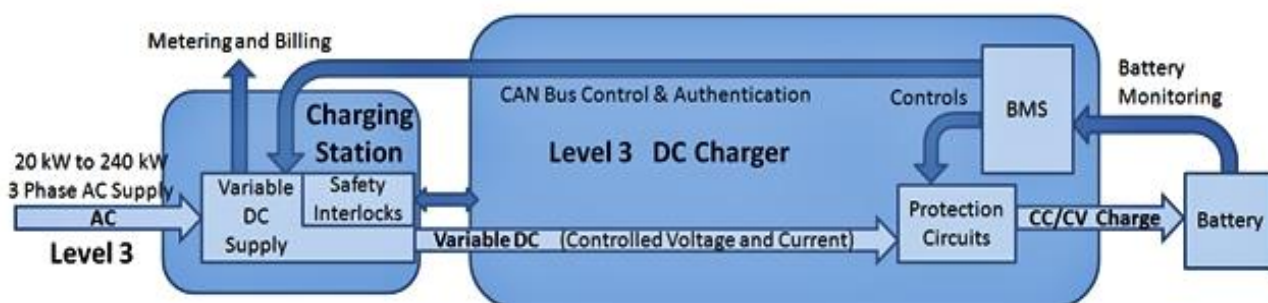 Metering and Billing
20 kW to 240 kW
3 Phase AC Supply
AC
Level 3
Charging
Station
Variable
DC
Supply
Safety
Interlocks
CAN Bus Control & Authentication
Level 3 DC Charger
Variable DC (Controlled Voltage and Current)
Controls
BMS
Protection
Circuits
Battery
Monitoring
CC/CV Charge
Battery